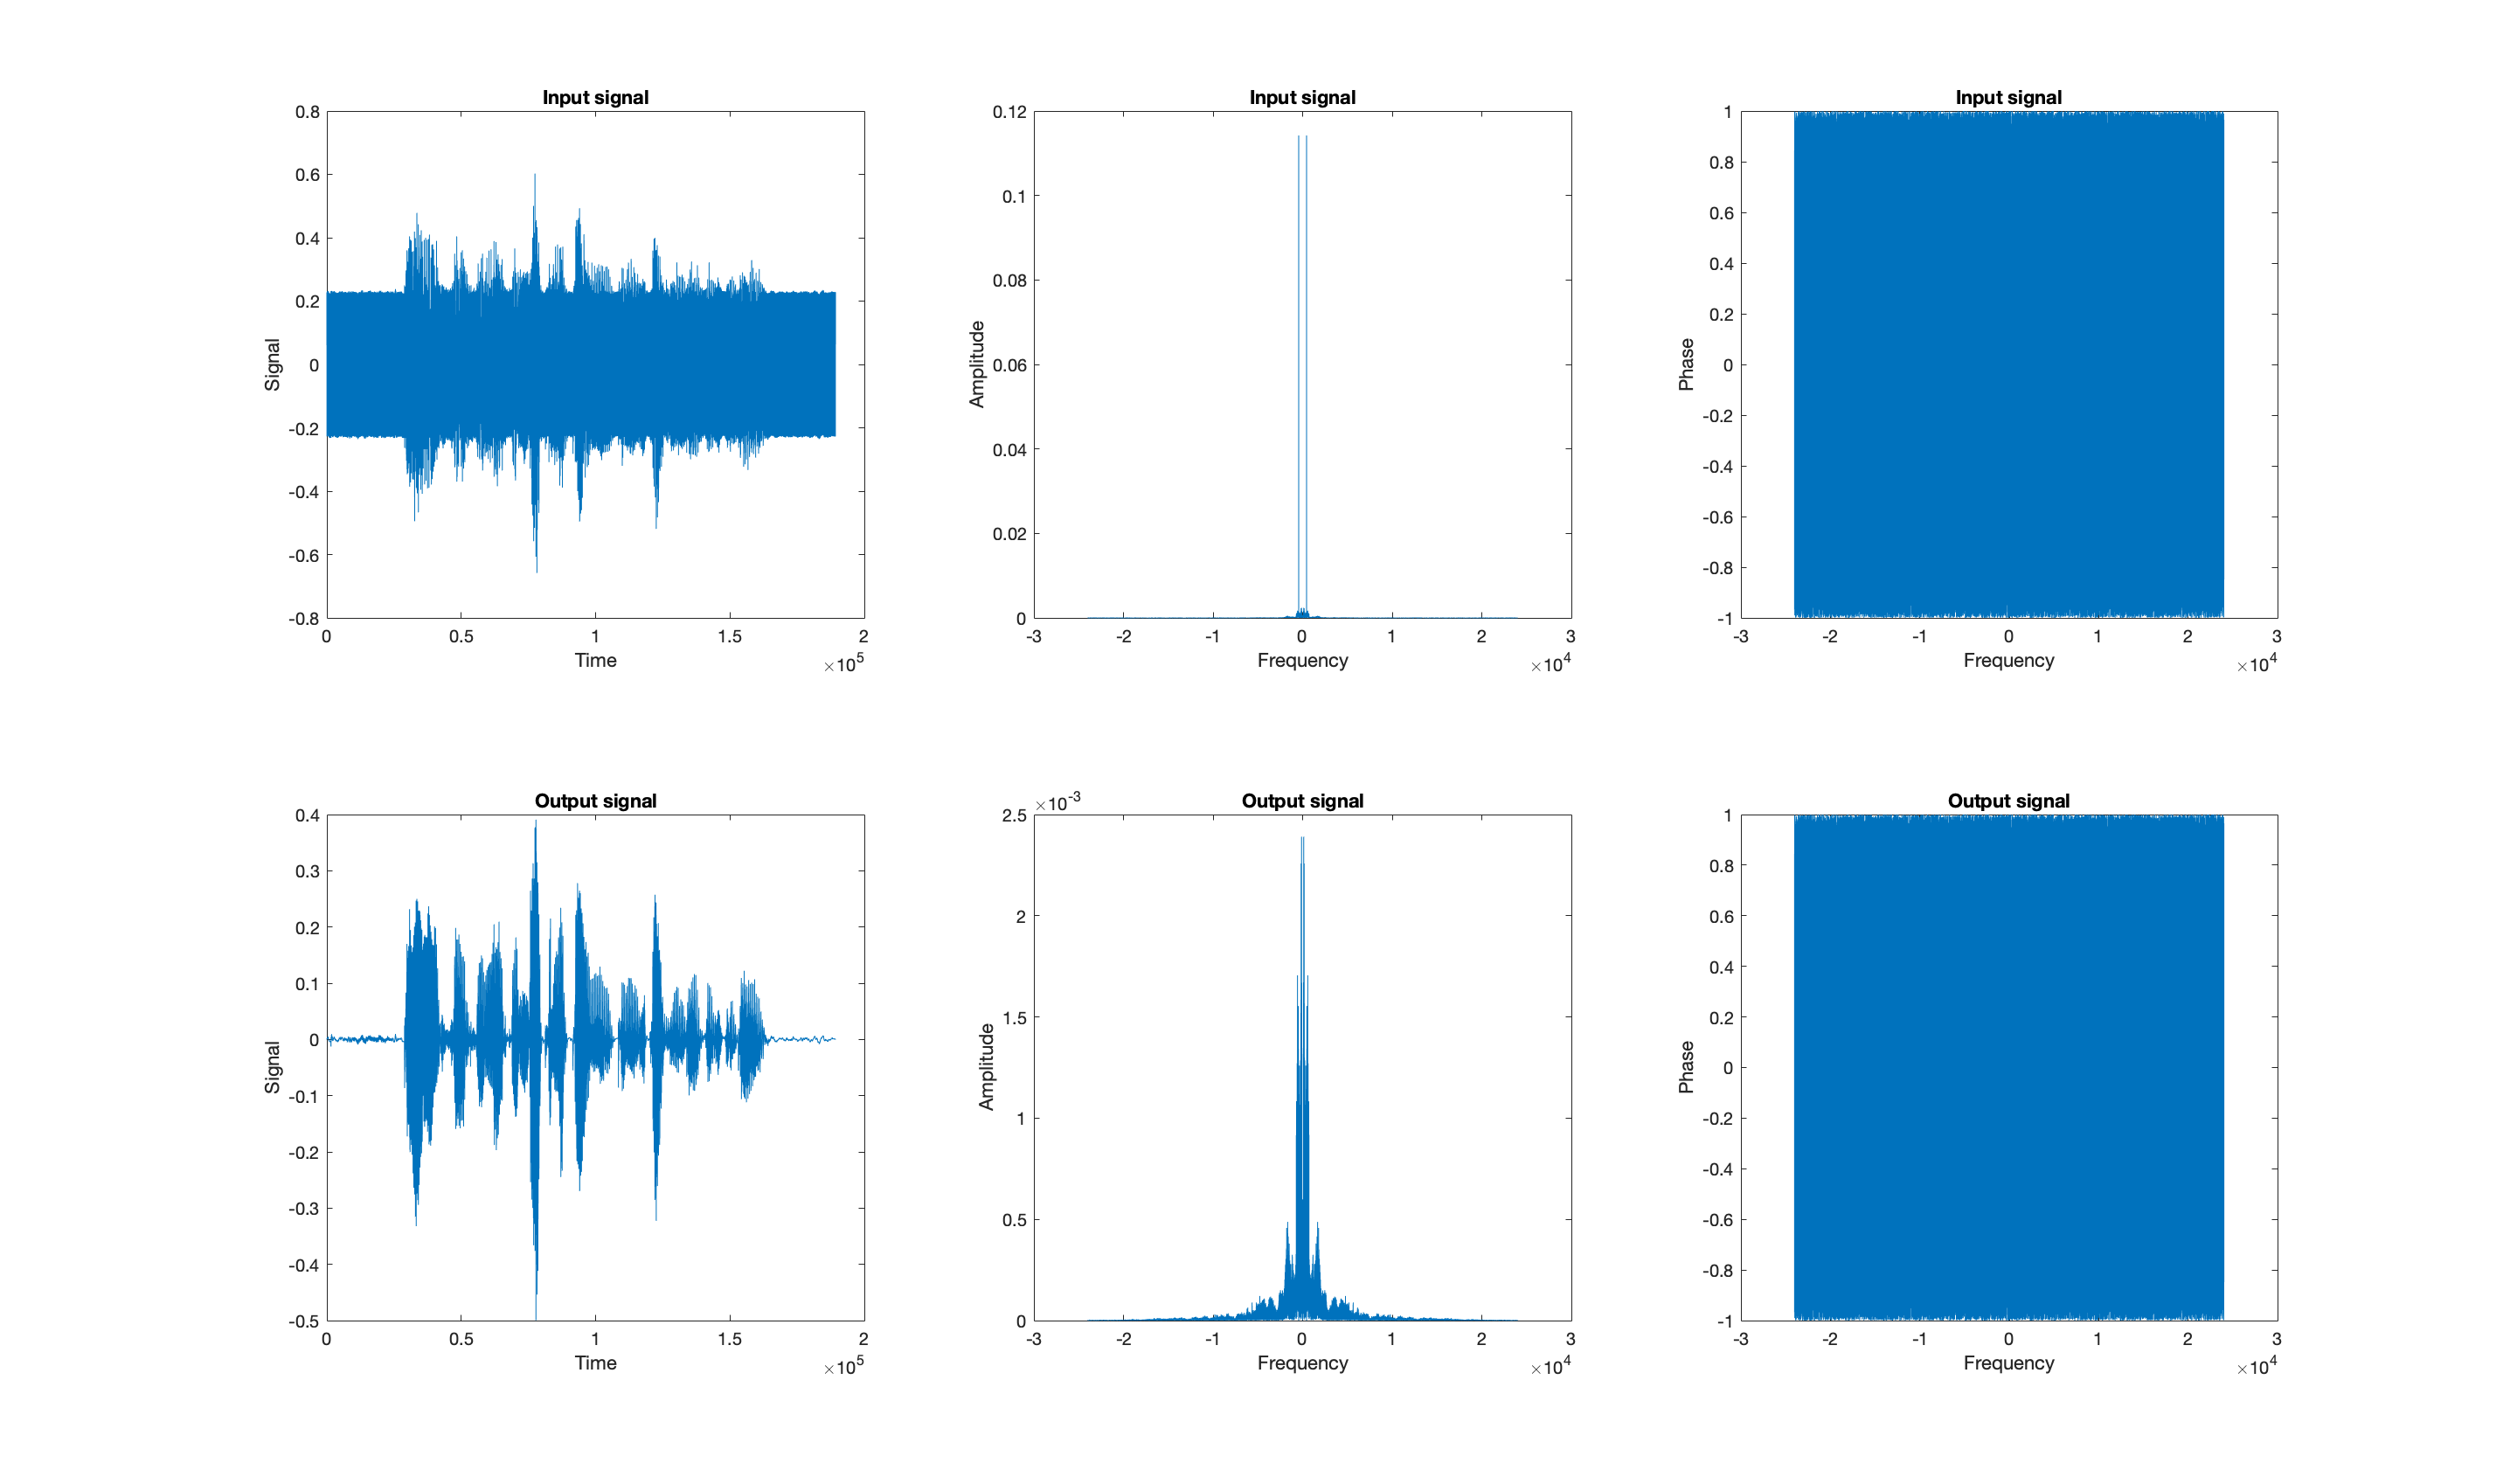 Input signal
0.8
0.6
0.4
0.2
0
-0.2
-0.4
-0.6
-0.8
Signal
0 0.5 1 1.5 2
Time
×10^5
Input signal
0.12
0.1
0.08
0.06
0.04
0.02
0
Amplitude
-3 -2 -1 0 1 2 3
Frequency
×10^4
Input signal
1
0.8
0.6
0.4
0.2
0
-0.2
-0.4
-0.6
-0.8
-1
Phase
-3 -2 -1 0 1 2 3
Frequency
×10^4
Output signal
0.4
0.3
0.2
0.1
0
-0.1
-0.2
-0.3
-0.4
-0.5
Signal
0 0.5 1 1.5 2
Time
×10^5
Output signal
×10^-3
2.5
2
1.5
1
0.5
0
Amplitude
-3 -2 -1 0 1 2 3
Frequency
×10^4
Output signal
1
0.8
0.6
0.4
0.2
0
-0.2
-0.4
-0.6
-0.8
-1
Phase
-3 -2 -1 0 1 2 3
Frequency
×10^4